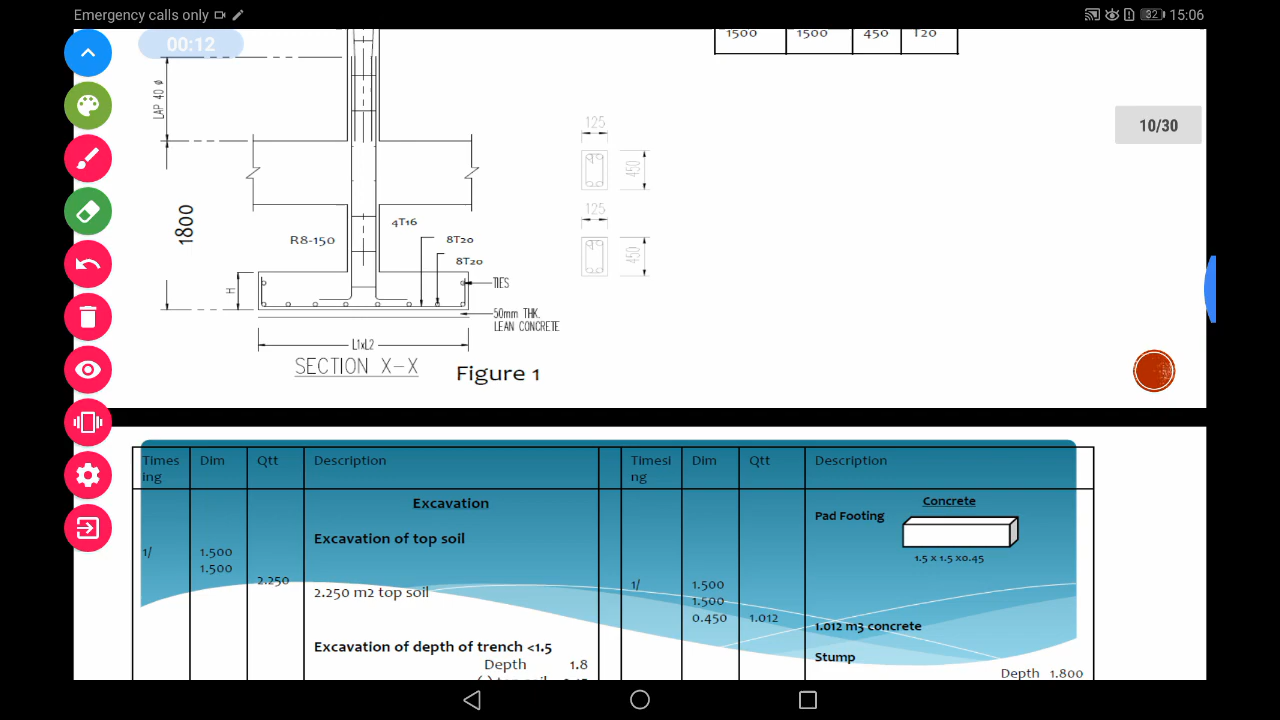 Emergency calls only
32 15:06
00:12
1500 1500 450 T20
LAP 40 ø
10/30
125
450
1800
125
450
4T16
R8-150
8T20
8T20
H
TIES
50mm THK.
LEAN CONCRETE
L1xL2
SECTION X-X
Figure 1
Times
ing
Dim
Qtt
Description
Timesi
ng
Dim
Qtt
Description
Excavation
Excavation of top soil
1/
1.500
1.500
2.250
2.250 m2 top soil
Excavation of depth of trench <1.5
Depth 1.8
Concrete
Pad Footing
1.5 x 1.5 x0.45
1/
1.500
1.500
0.450
1.012
1.012 m3 concrete
Stump
Depth 1.800